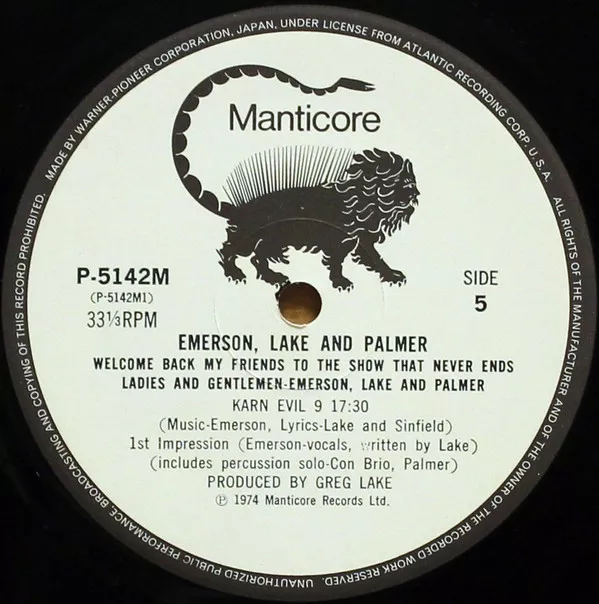 MADE BY WARNER-PIONEER CORPORATION, JAPAN, UNDER LICENSE FROM ATLANTIC RECORDING CORP. U.S.A.
ALL RIGHTS OF THE MANUFACTURER AND OF THE OWNER OF THE RECORDED WORK RESERVED.
UNAUTHORIZED PUBLIC PERFORMANCE, BROADCASTING AND COPYING OF THIS RECORD PROHIBITED.
Manticore
P-5142M
(P-5142M1)
33⅓RPM
SIDE
5
EMERSON, LAKE AND PALMER
WELCOME BACK MY FRIENDS TO THE SHOW THAT NEVER ENDS
LADIES AND GENTLEMEN-EMERSON, LAKE AND PALMER
KARN EVIL 9 17:30
(Music-Emerson, Lyrics-Lake and Sinfield)
1st Impression (Emerson-vocals, written by Lake)
(includes percussion solo-Con Brio, Palmer)
PRODUCED BY GREG LAKE
℗ 1974 Manticore Records Ltd.